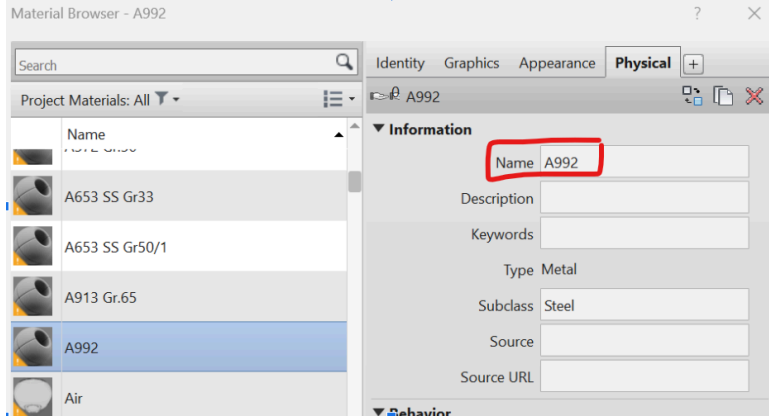 Material Browser - A992
?
Search
Project Materials: All
Name
A653 SS Gr33
A653 SS Gr50/1
A913 Gr.65
A992
Air
Identity Graphics Appearance Physical +
A992
Information
Name A992
Description
Keywords
Type Metal
Subclass Steel
Source
Source URL
Behavior